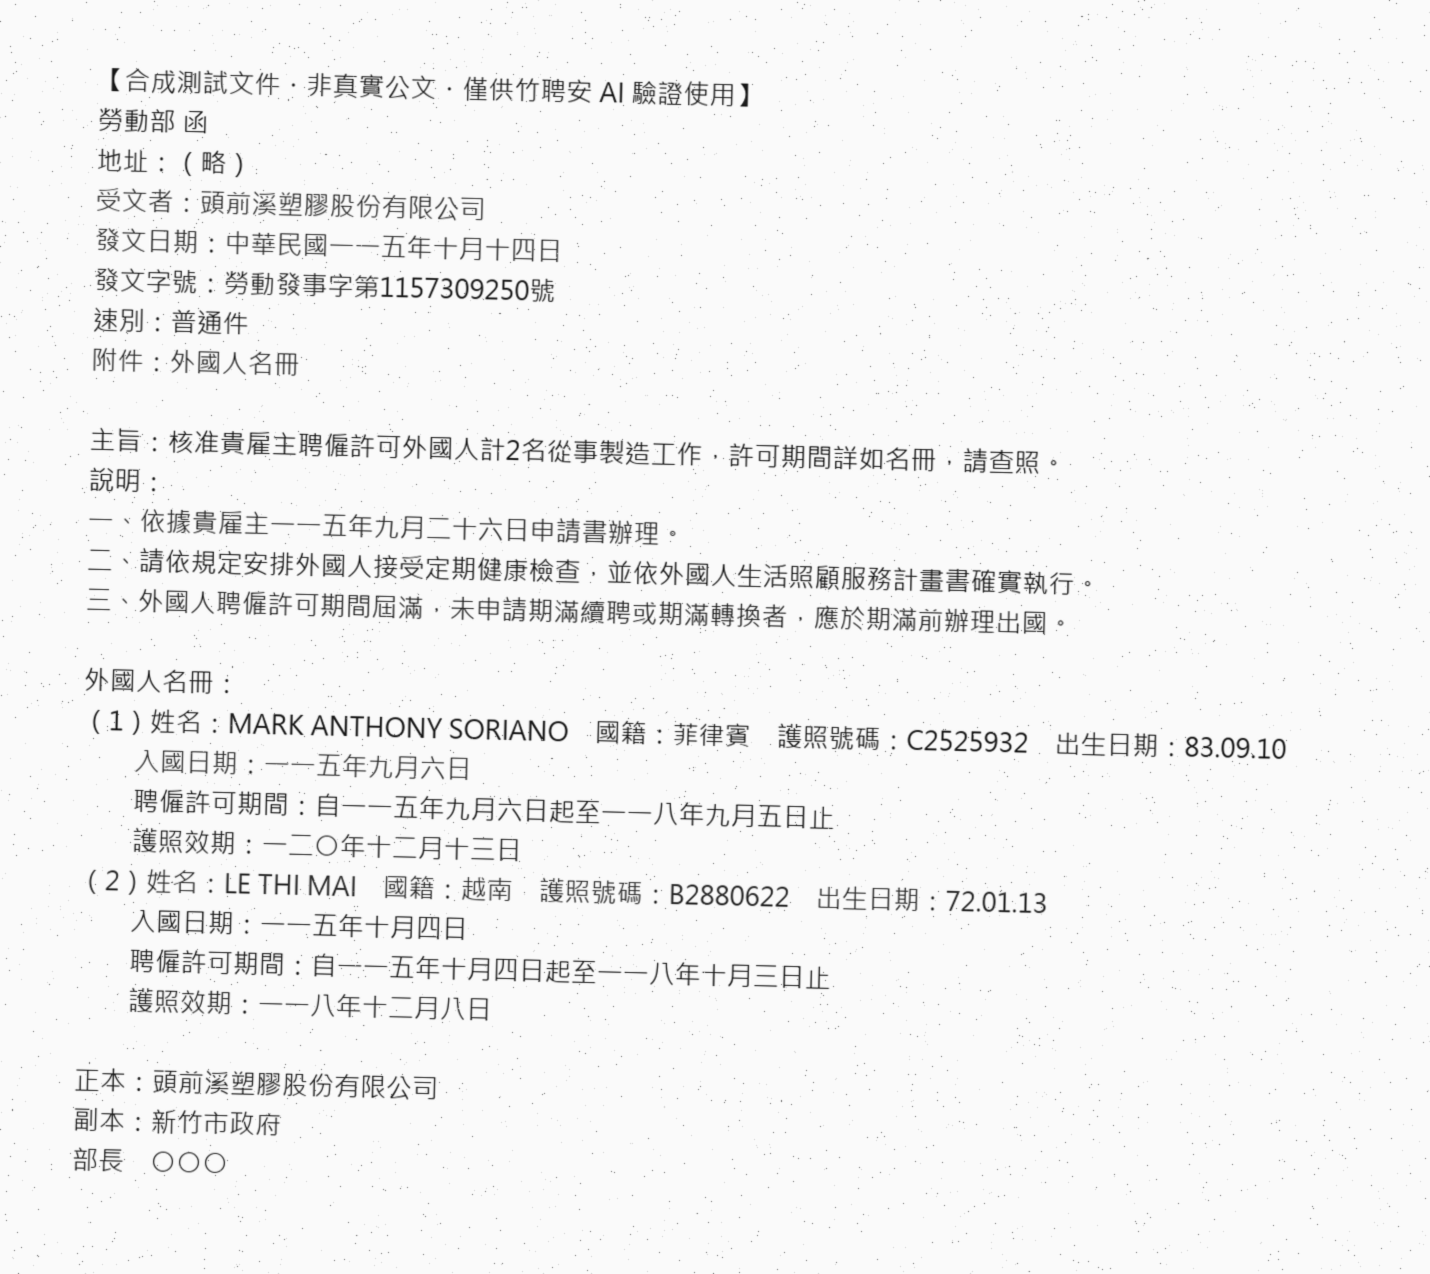 【合成測試文件．非真實公文．僅供竹聘安 AI 驗證使用】
勞動部 函
地址：（略）
受文者：頭前溪塑膠股份有限公司
發文日期：中華民國一一五年十月十四日
發文字號：勞動發事字第1157309250號
速別：普通件
附件：外國人名冊
主旨：核准貴雇主聘僱許可外國人計2名從事製造工作，許可期間詳如名冊，請查照。
說明：
一、依據貴雇主一一五年九月二十六日申請書辦理。
二、請依規定安排外國人接受定期健康檢查，並依外國人生活照顧服務計畫書確實執行。
三、外國人聘僱許可期間屆滿，未申請期滿續聘或期滿轉換者，應於期滿前辦理出國。
外國人名冊：
（1）姓名：MARK ANTHONY SORIANO　國籍：菲律賓　護照號碼：C2525932　出生日期：83.09.10
入國日期：一一五年九月六日
聘僱許可期間：自一一五年九月六日起至一一八年九月五日止
護照效期：一二〇年十二月十三日
（2）姓名：LE THI MAI　國籍：越南　護照號碼：B2880622　出生日期：72.01.13
入國日期：一一五年十月四日
聘僱許可期間：自一一五年十月四日起至一一八年十月三日止
護照效期：一一八年十二月八日
正本：頭前溪塑膠股份有限公司
副本：新竹市政府
部長　〇〇〇